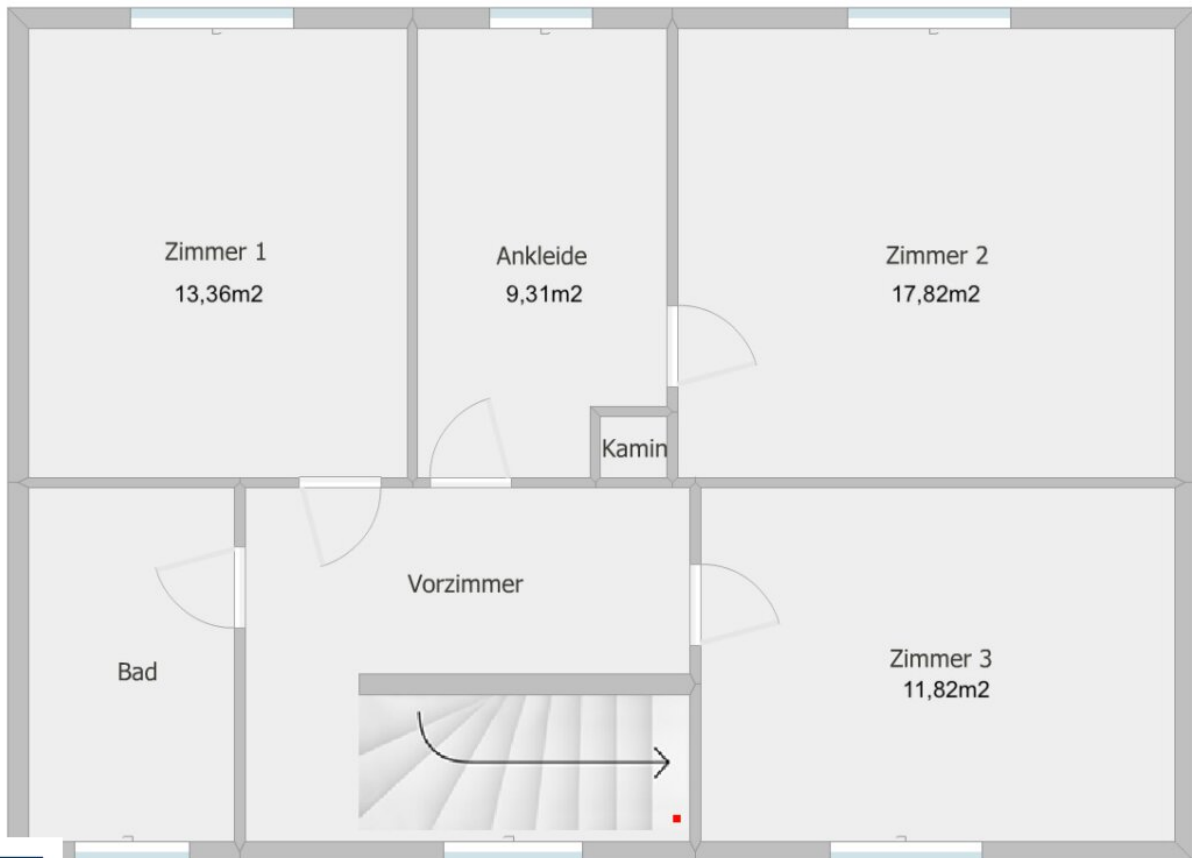 Zimmer 1
13,36m2
Ankleide
9,31m2
Zimmer 2
17,82m2
Kamin
Vorzimmer
Bad
Zimmer 3
11,82m2